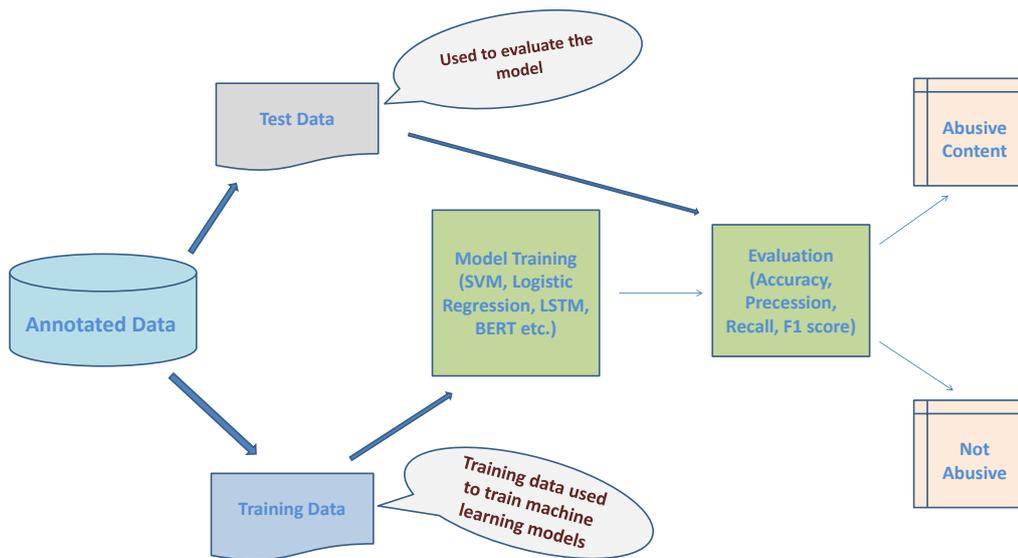 Used to evaluate the
model
Test Data
Abusive
Content
Annotated Data
Model Training
(SVM, Logistic
Regression, LSTM,
BERT etc.)
Evaluation
(Accuracy,
Precession,
Recall, F1 score)
Not
Abusive
Training Data
Training data used
to train machine
learning models